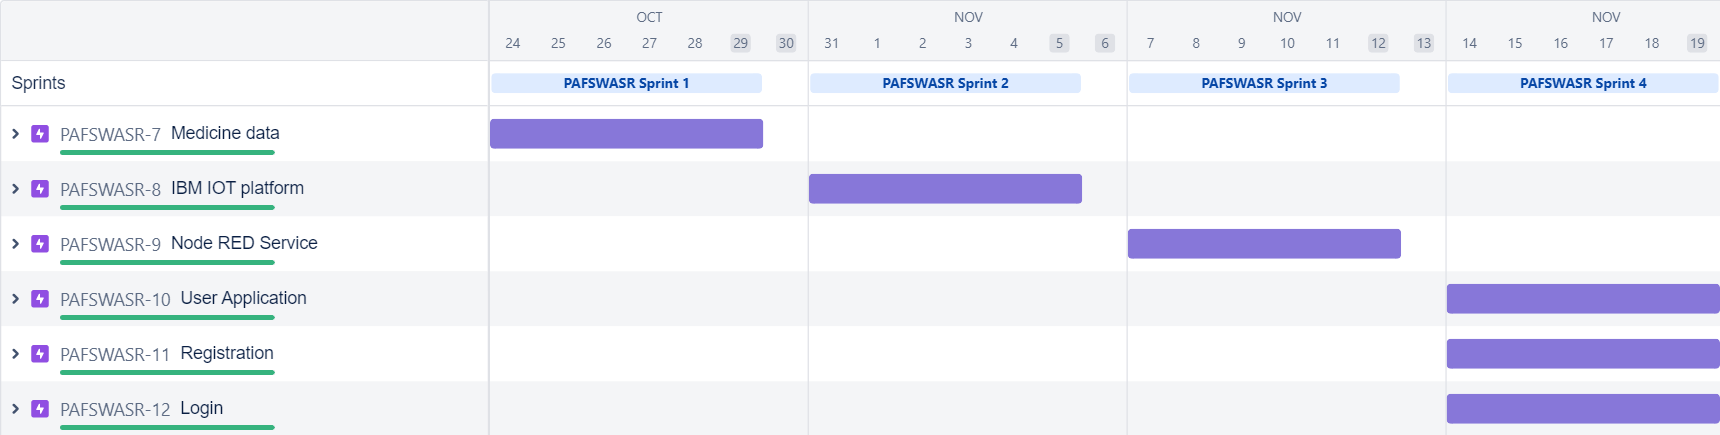 OCT NOV NOV NOV
24 25 26 27 28 29 30 31 1 2 3 4 5 6 7 8 9 10 11 12 13 14 15 16 17 18 19
Sprints PAFSWASR Sprint 1 PAFSWASR Sprint 2 PAFSWASR Sprint 3 PAFSWASR Sprint 4
PAFSWASR-7 Medicine data
PAFSWASR-8 IBM IOT platform
PAFSWASR-9 Node RED Service
PAFSWASR-10 User Application
PAFSWASR-11 Registration
PAFSWASR-12 Login